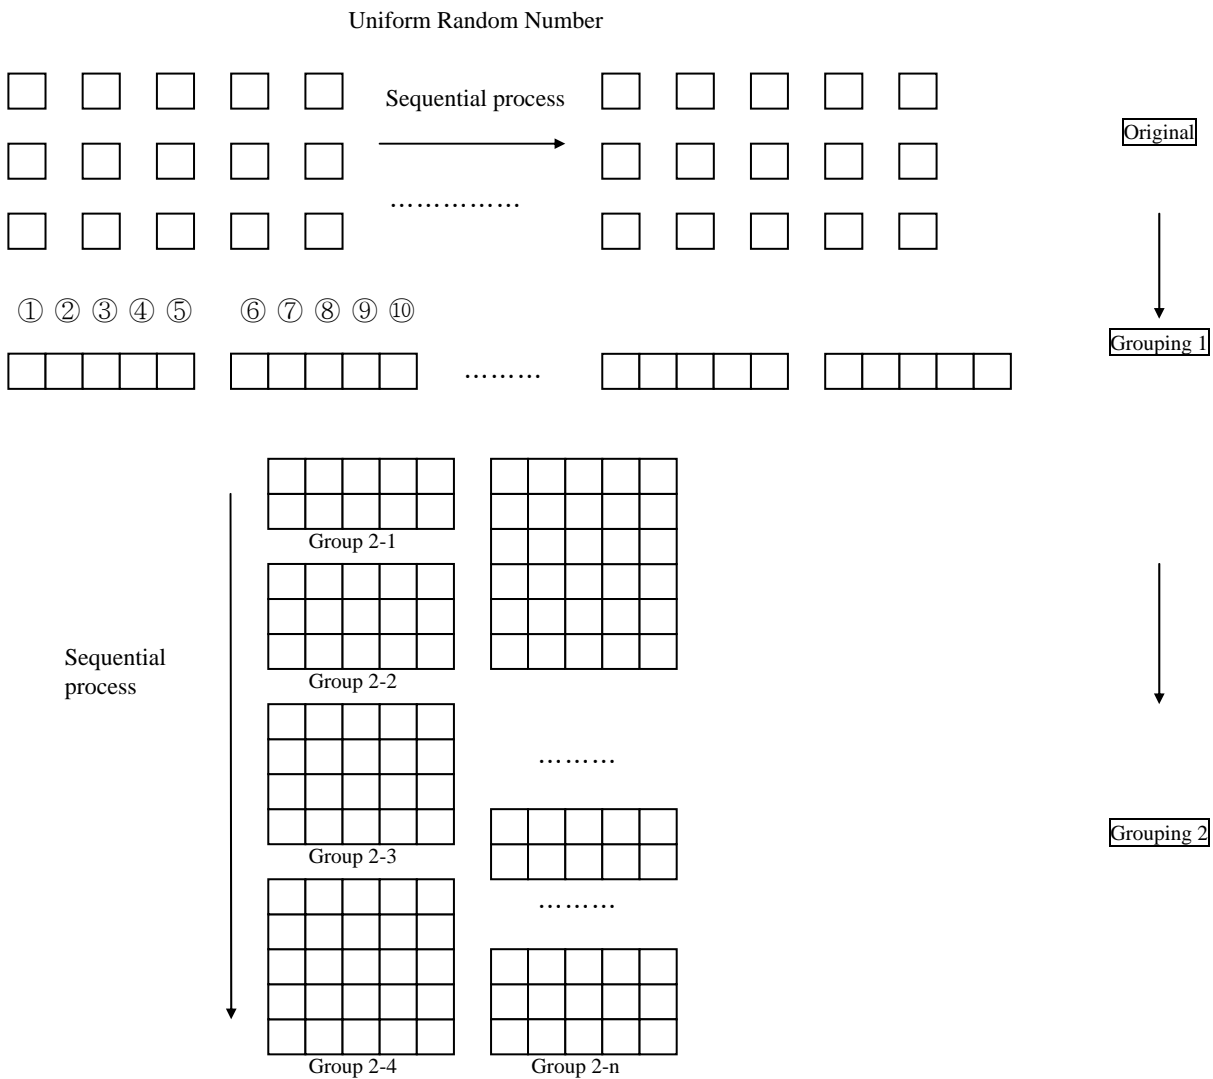 Uniform Random Number
Sequential process
Original
……………
① ② ③ ④ ⑤ ⑥ ⑦ ⑧ ⑨ ⑩
Grouping 1
………
Group 2-1
Sequential
process
Group 2-2
………
Grouping 2
Group 2-3
………
Group 2-4
Group 2-n